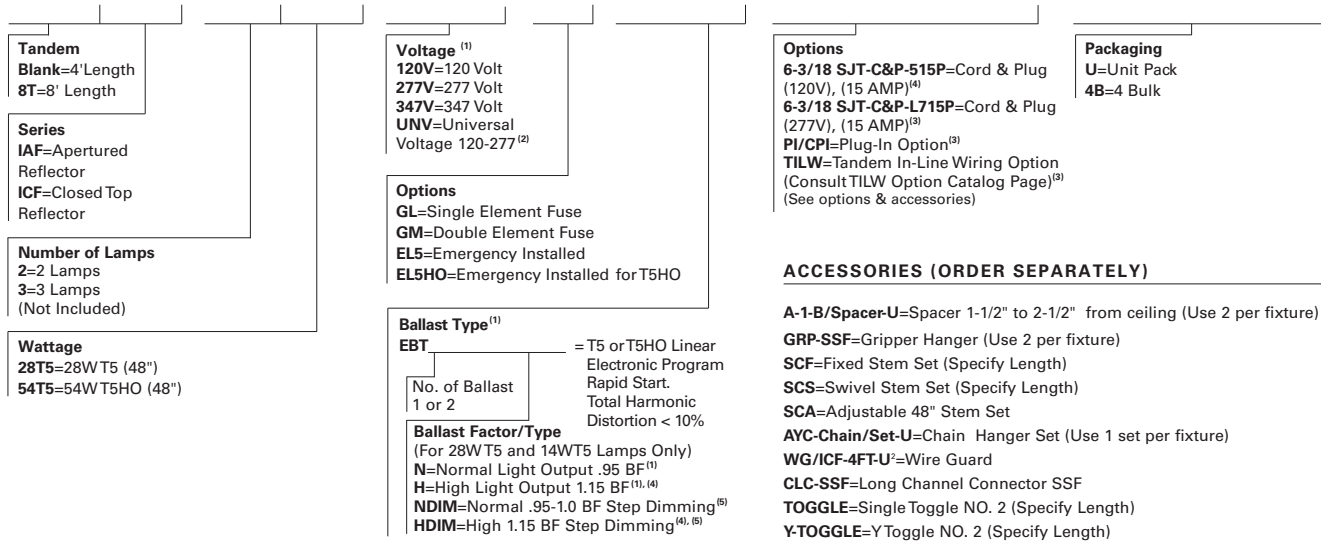 Tandem
Blank=4'Length
8T=8' Length
Series
IAF=Apertured
Reflector
ICF=Closed Top
Reflector
Number of Lamps
2=2 Lamps
3=3 Lamps
(Not Included)
Wattage
28T5=28W T5 (48")
54T5=54W T5HO (48")
Voltage (1)
120V=120 Volt
277V=277 Volt
347V=347 Volt
UNV=Universal
Voltage 120-277(2)
Options
GL=Single Element Fuse
GM=Double Element Fuse
EL5=Emergency Installed
EL5HO=Emergency Installed for T5HO
Ballast Type(1)
EBT = T5 or T5HO Linear
Electronic Program
Rapid Start.
Total Harmonic
Distortion < 10%
No. of Ballast
1 or 2
Ballast Factor/Type
(For 28W T5 and 14WT5 Lamps Only)
N=Normal Light Output .95 BF(1)
H=High Light Output 1.15 BF(1), (4)
NDIM=Normal .95-1.0 BF Step Dimming(5)
HDIM=High 1.15 BF Step Dimming(4), (5)
Options
6-3/18 SJT-C&P-515P=Cord & Plug
(120V), (15 AMP)(4)
6-3/18 SJT-C&P-L715P=Cord & Plug
(277V), (15 AMP)(3)
PI/CPI=Plug-In Option(3)
TILW=Tandem In-Line Wiring Option
(Consult TILW Option Catalog Page)(3)
(See options & accessories)
Packaging
U=Unit Pack
4B=4 Bulk
ACCESSORIES (ORDER SEPARATELY)
A-1-B/Spacer-U=Spacer 1-1/2" to 2-1/2" from ceiling (Use 2 per fixture)
GRP-SSF=Gripper Hanger (Use 2 per fixture)
SCF=Fixed Stem Set (Specify Length)
SCS=Swivel Stem Set (Specify Length)
SCA=Adjustable 48" Stem Set
AYC-Chain/Set-U=Chain Hanger Set (Use 1 set per fixture)
WG/ICF-4FT-U²=Wire Guard
CLC-SSF=Long Channel Connector SSF
TOGGLE=Single Toggle NO. 2 (Specify Length)
Y-TOGGLE=Y Toggle NO. 2 (Specify Length)